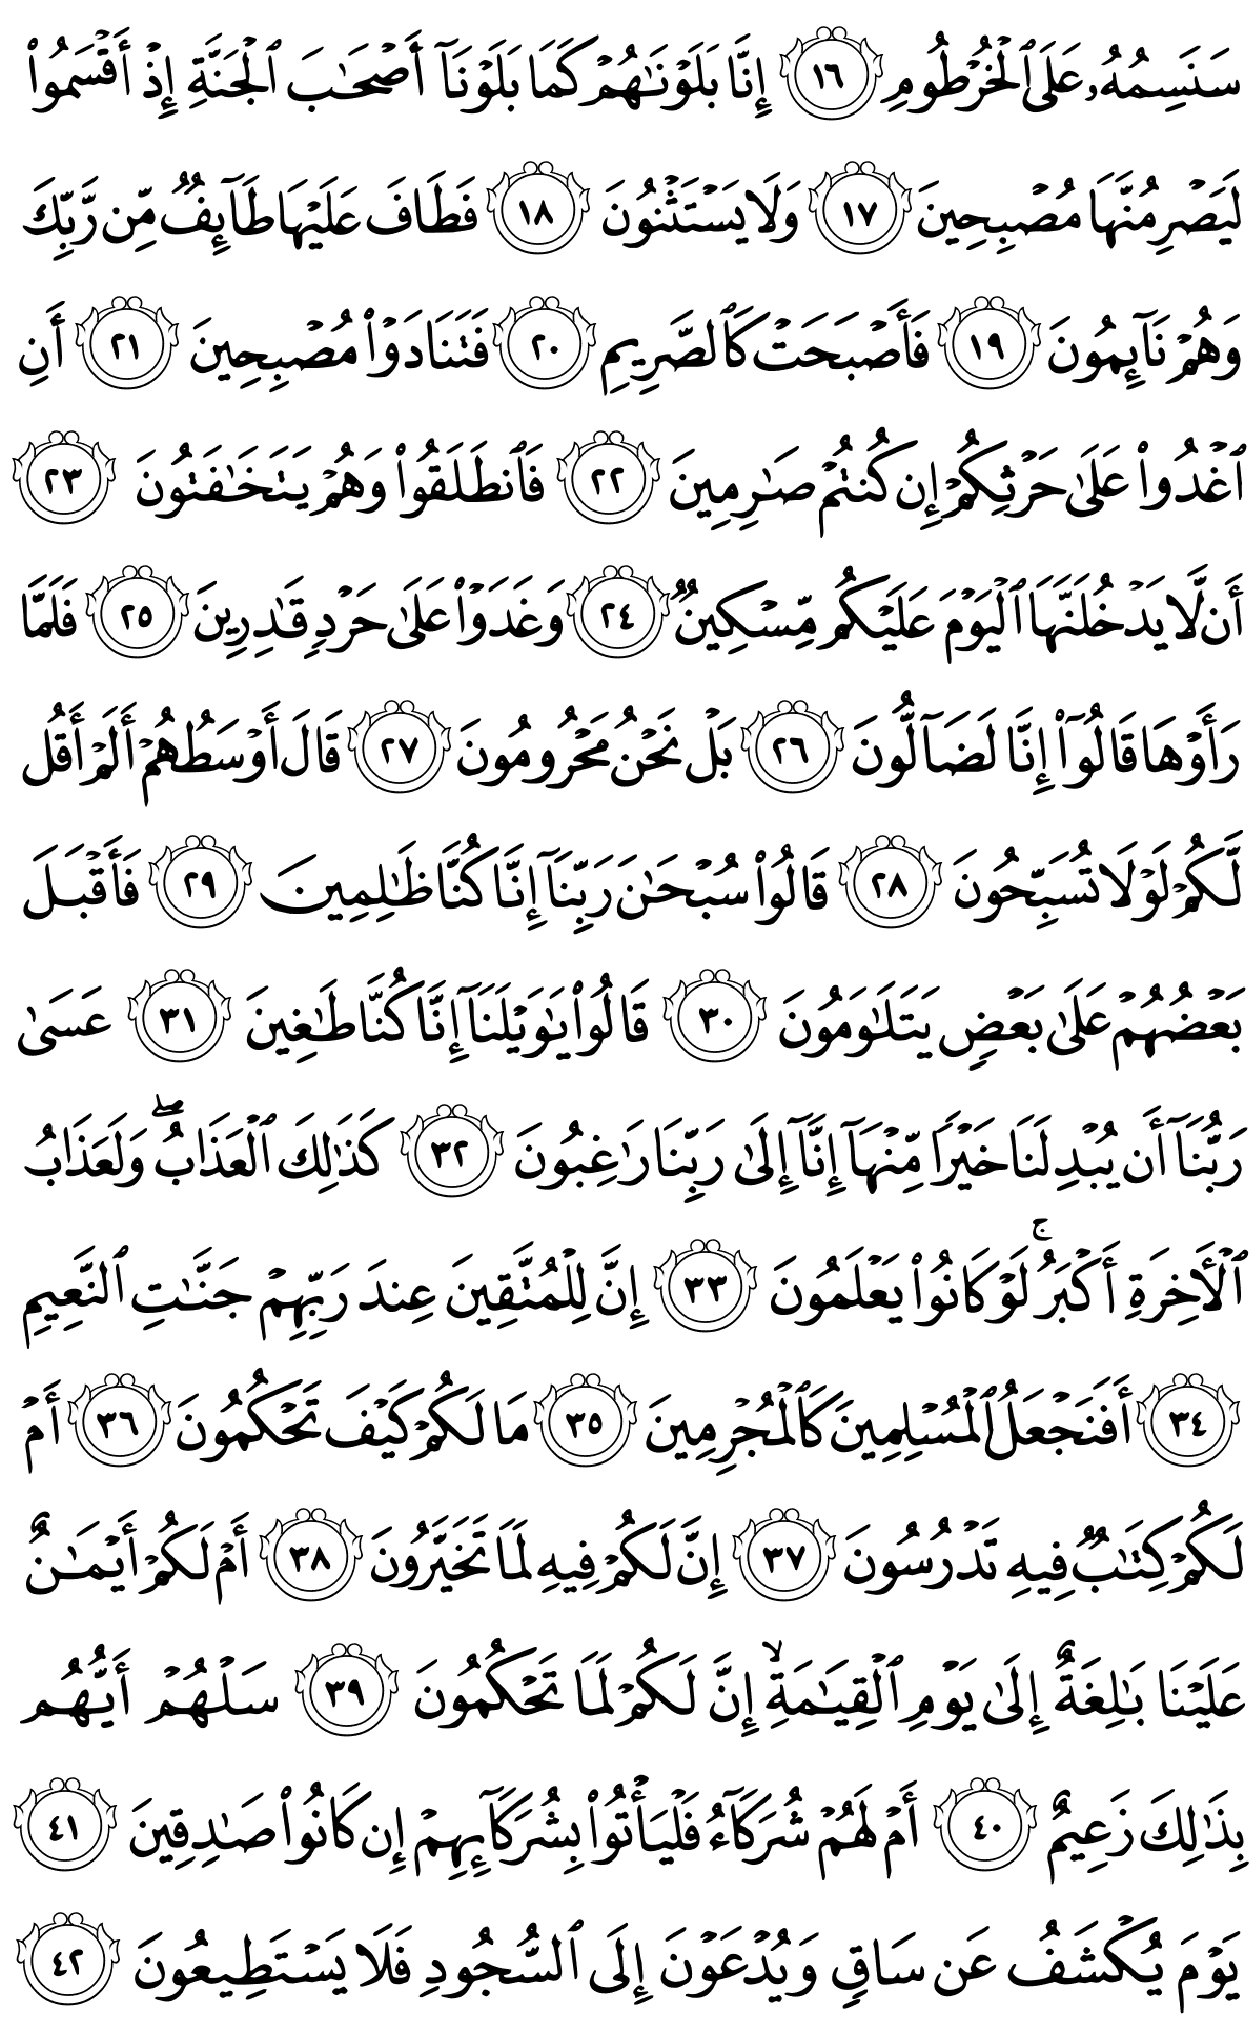 سَنَسِمُهُۥ عَلَى ٱلْخُرْطُومِ ١٦ إِنَّا بَلَوْنَٰهُمْ كَمَا بَلَوْنَآ أَصْحَٰبَ ٱلْجَنَّةِ إِذْ أَقْسَمُوا۟
لَيَصْرِمُنَّهَا مُصْبِحِينَ ١٧ وَلَا يَسْتَثْنُونَ ١٨ فَطَافَ عَلَيْهَا طَآئِفٌ مِّن رَّبِّكَ
وَهُمْ نَآئِمُونَ ١٩ فَأَصْبَحَتْ كَٱلصَّرِيمِ ٢٠ فَتَنَادَوْا۟ مُصْبِحِينَ ٢١ أَنِ
ٱغْدُوا۟ عَلَىٰ حَرْثِكُمْ إِن كُنتُمْ صَٰرِمِينَ ٢٢ فَٱنطَلَقُوا۟ وَهُمْ يَتَخَٰفَتُونَ ٢٣
أَن لَّا يَدْخُلَنَّهَا ٱلْيَوْمَ عَلَيْكُم مِّسْكِينٌ ٢٤ وَغَدَوْا۟ عَلَىٰ حَرْدٍ قَٰدِرِينَ ٢٥ فَلَمَّا
رَأَوْهَا قَالُوٓا۟ إِنَّا لَضَآلُّونَ ٢٦ بَلْ نَحْنُ مَحْرُومُونَ ٢٧ قَالَ أَوْسَطُهُمْ أَلَمْ أَقُل
لَّكُمْ لَوْلَا تُسَبِّحُونَ ٢٨ قَالُوا۟ سُبْحَٰنَ رَبِّنَآ إِنَّا كُنَّا ظَٰلِمِينَ ٢٩ فَأَقْبَلَ
بَعْضُهُمْ عَلَىٰ بَعْضٍ يَتَلَٰوَمُونَ ٣٠ قَالُوا۟ يَٰوَيْلَنَآ إِنَّا كُنَّا طَٰغِينَ ٣١ عَسَىٰ
رَبُّنَآ أَن يُبْدِلَنَا خَيْرًا مِّنْهَآ إِنَّآ إِلَىٰ رَبِّنَا رَٰغِبُونَ ٣٢ كَذَٰلِكَ ٱلْعَذَابُ ۖ وَلَعَذَابُ
ٱلْأَخِرَةِ أَكْبَرُ ۚ لَوْ كَانُوا۟ يَعْلَمُونَ ٣٣ إِنَّ لِلْمُتَّقِينَ عِندَ رَبِّهِمْ جَنَّٰتِ ٱلنَّعِيمِ
٣٤ أَفَنَجْعَلُ ٱلْمُسْلِمِينَ كَٱلْمُجْرِمِينَ ٣٥ مَا لَكُمْ كَيْفَ تَحْكُمُونَ ٣٦ أَمْ
لَكُمْ كِتَٰبٌ فِيهِ تَدْرُسُونَ ٣٧ إِنَّ لَكُمْ فِيهِ لَمَا تَخَيَّرُونَ ٣٨ أَمْ لَكُمْ أَيْمَٰنٌ
عَلَيْنَا بَٰلِغَةٌ إِلَىٰ يَوْمِ ٱلْقِيَٰمَةِ ۙ إِنَّ لَكُمْ لَمَا تَحْكُمُونَ ٣٩ سَلْهُمْ أَيُّهُم
بِذَٰلِكَ زَعِيمٌ ٤٠ أَمْ لَهُمْ شُرَكَآءُ فَلْيَأْتُوا۟ بِشُرَكَآئِهِمْ إِن كَانُوا۟ صَٰدِقِينَ ٤١
يَوْمَ يُكْشَفُ عَن سَاقٍ وَيُدْعَوْنَ إِلَى ٱلسُّجُودِ فَلَا يَسْتَطِيعُونَ ٤٢